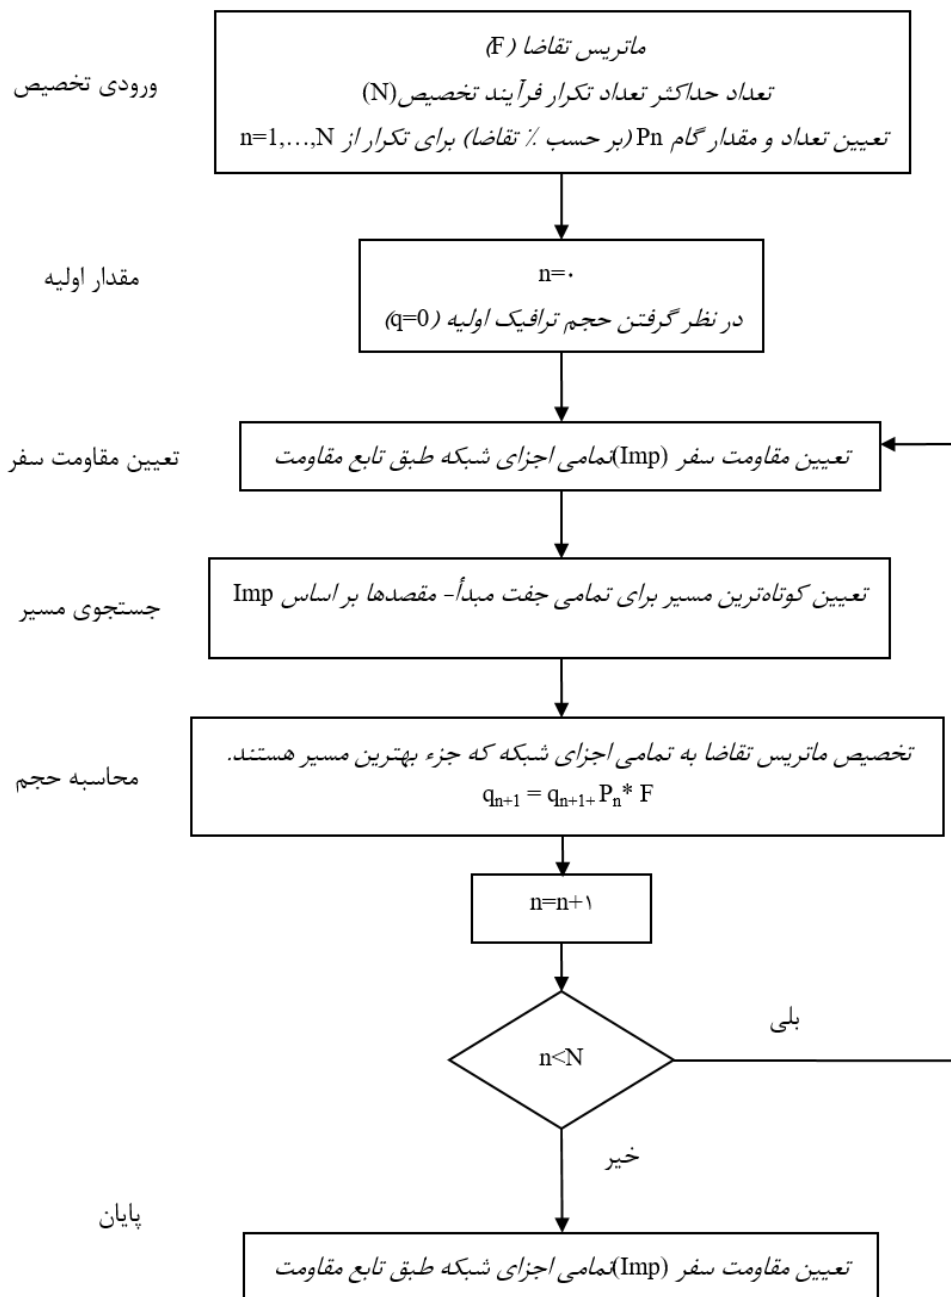 ورودی تخصیص
ماتریس تقاضا (F)
تعداد حداکثر تعداد تکرار فرآیند تخصیص(N)
تعیین تعداد و مقدار گام Pn (بر حسب ٪ تقاضا) برای تکرار از n=1,…,N
مقدار اولیه
n=۰
در نظر گرفتن حجم ترافیک اولیه (q=0)
تعیین مقاومت سفر
تعیین مقاومت سفر (Imp)تمامی اجزای شبکه طبق تابع مقاومت
جستجوی مسیر
تعیین کوتاه‌ترین مسیر برای تمامی جفت مبدأ- مقصدها بر اساس Imp
محاسبه حجم
تخصیص ماتریس تقاضا به تمامی اجزای شبکه که جزء بهترین مسیر هستند.
qn+1 = qn+1+ Pn* F
n=n+۱
n<N
بلی
خیر
پایان
تعیین مقاومت سفر (Imp)تمامی اجزای شبکه طبق تابع مقاومت